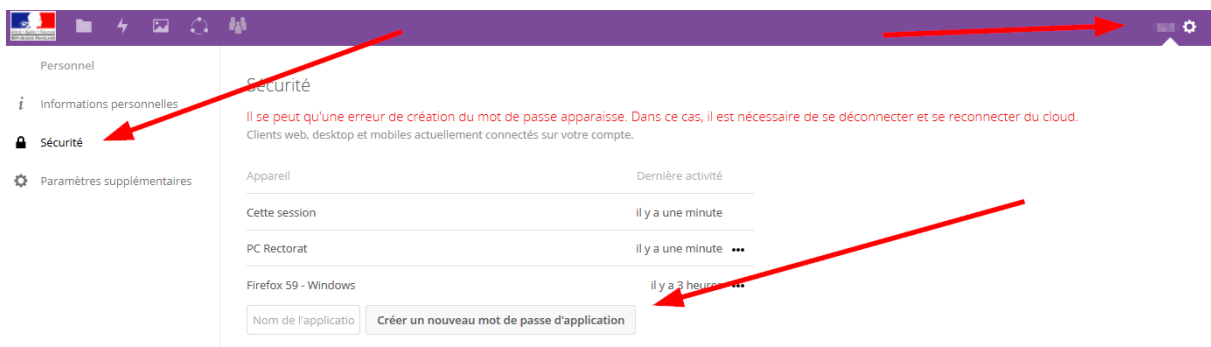 Personnel
Informations personnelles
Sécurité
Paramètres supplémentaires
Sécurité
Il se peut qu'une erreur de création du mot de passe apparaisse. Dans ce cas, il est nécessaire de se déconnecter et se reconnecter du cloud.
Clients web, desktop et mobiles actuellement connectés sur votre compte.
Appareil Dernière activité
Cette session il y a une minute
PC Rectorat il y a une minute
Firefox 59 - Windows il y a 3 heures
Nom de l'applicatio Créer un nouveau mot de passe d'application